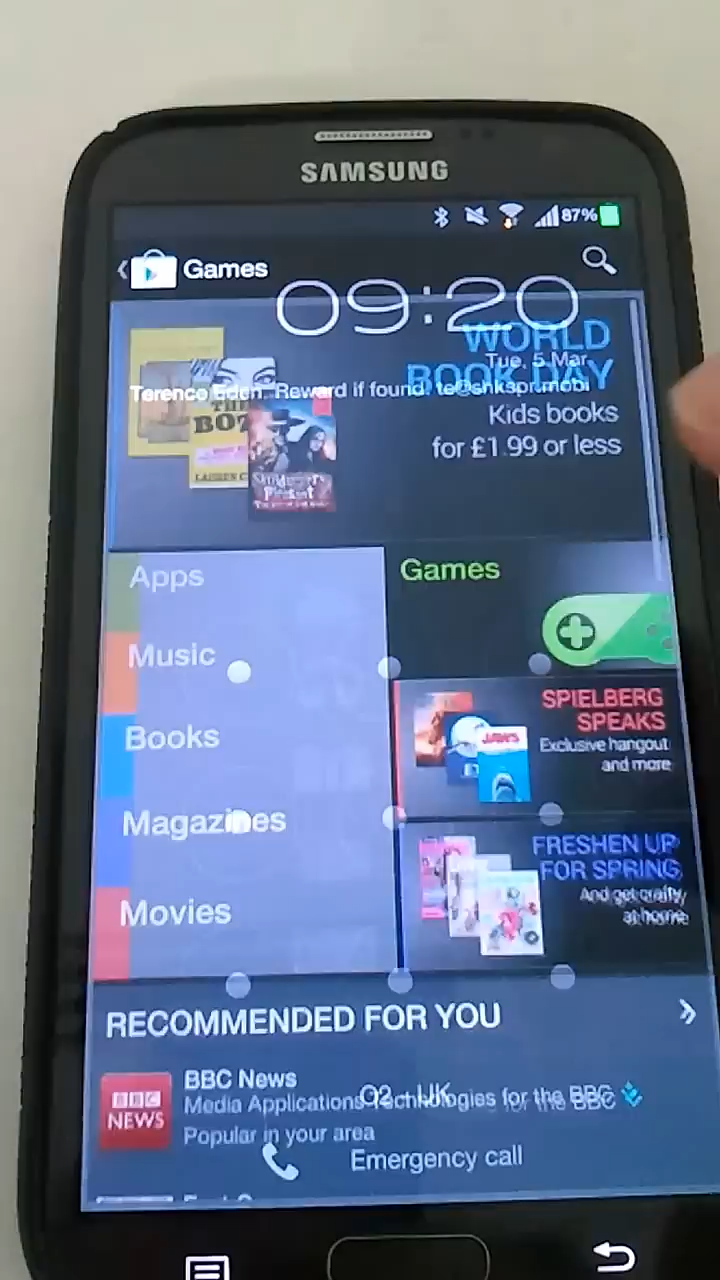 SAMSUNG
87%
Games
09:20
WORLD
BOOK DAY
Tue, 5 Mar
Terence Eden. Reward if found.
Kids books
for £1.99 or less
THE
Apps
Games
Music
SPIELBERG
SPEAKS
Exclusive hangout
and more
JAWS
Books
Magazines
FRESHEN UP
FOR SPRING
And get crafty
at home
Movies
RECOMMENDED FOR YOU
BBC
NEWS
BBC News
Media Applications Technologies for the BBC
O2 - UK
Popular in your area
Emergency call